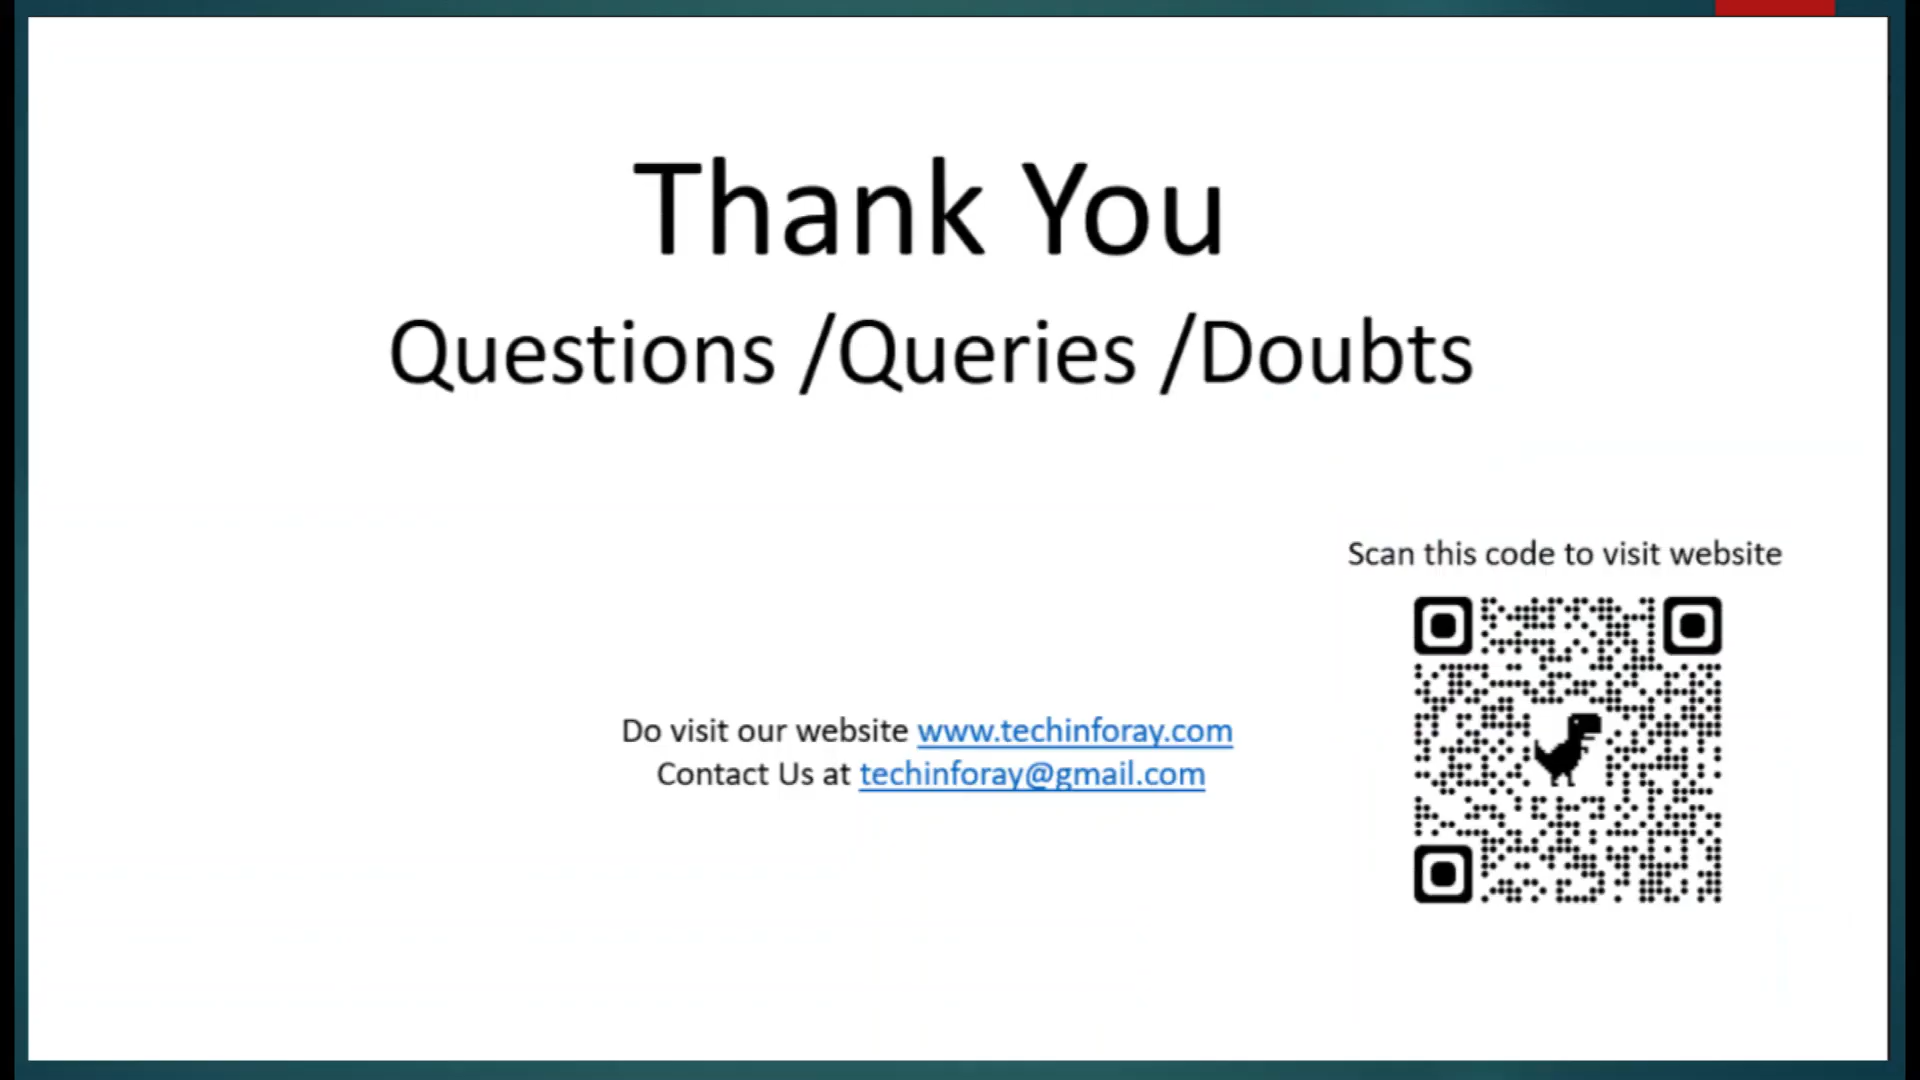 Thank You
Questions /Queries /Doubts
Scan this code to visit website
Do visit our website www.techinforay.com
Contact Us at techinforay@gmail.com